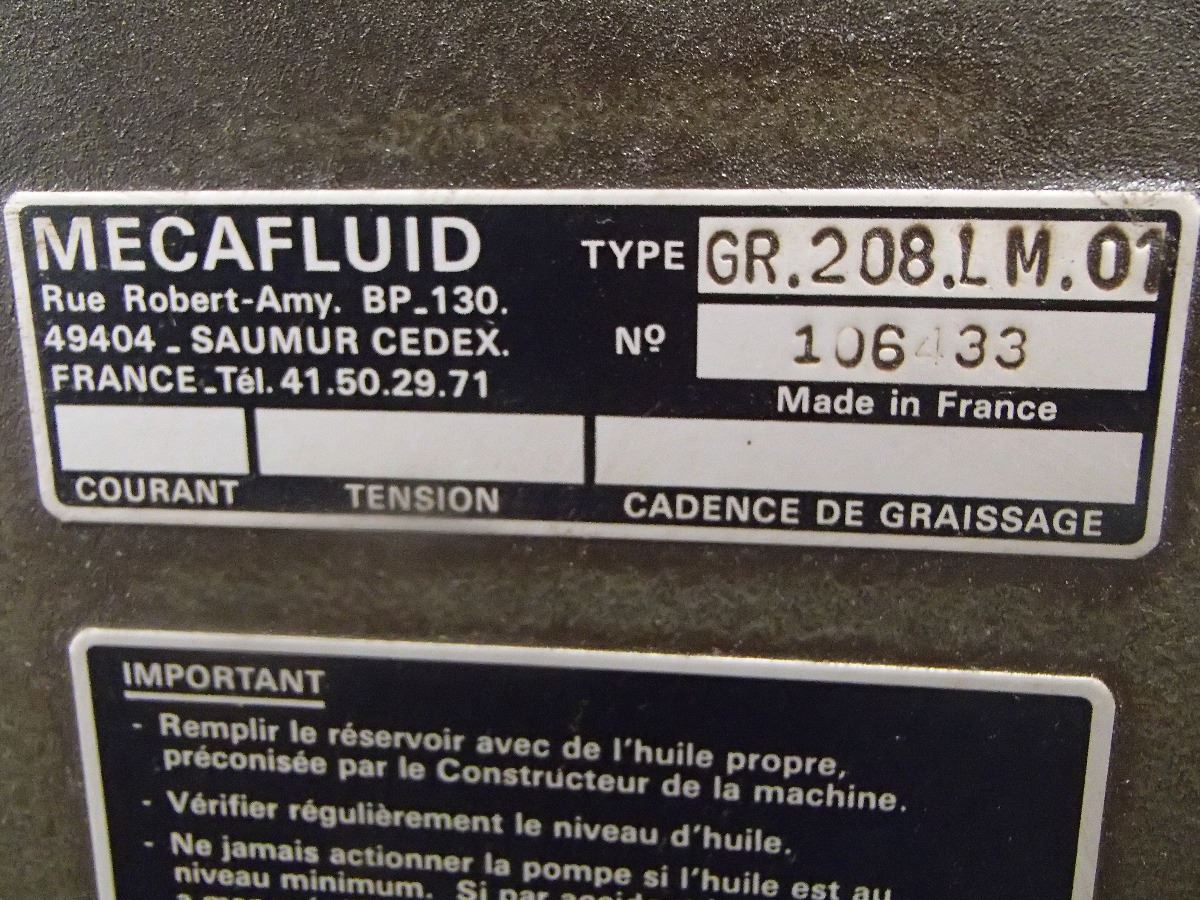 MECAFLUID
Rue Robert-Amy. BP_130.
49404 _ SAUMUR CEDEX.
FRANCE_Tél. 41.50.29.71
TYPE GR.208.LM.01
Nº 106433
Made in France
COURANT
TENSION
CADENCE DE GRAISSAGE
IMPORTANT
- Remplir le réservoir avec de l'huile propre,
préconisée par le Constructeur de la machine.
- Vérifier régulièrement le niveau d'huile.
- Ne jamais actionner la pompe si l'huile est au
niveau minimum. Si par